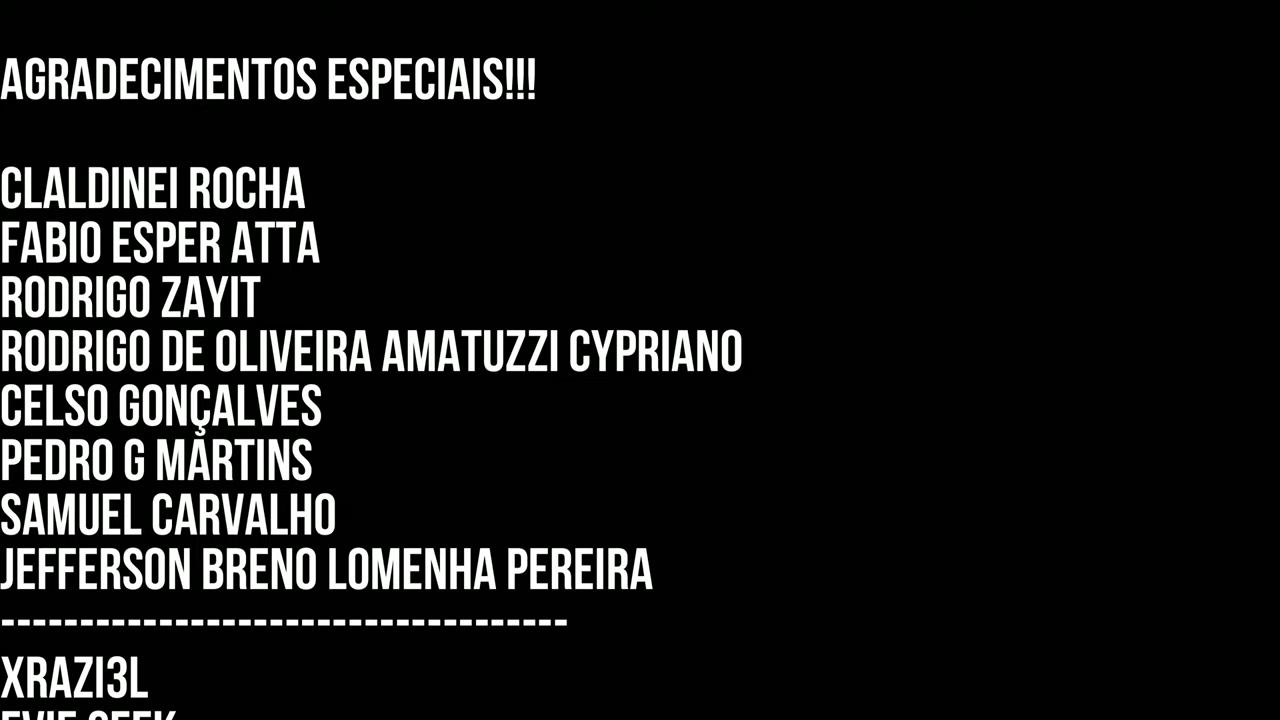 AGRADECIMENTOS ESPECIAIS!!!
CLALDINEI ROCHA
FABIO ESPER ATTA
RODRIGO ZAYIT
RODRIGO DE OLIVEIRA AMATUZZI CYPRIANO
CELSO GONÇALVES
PEDRO G MARTINS
SAMUEL CARVALHO
JEFFERSON BRENO LOMENHA PEREIRA
------------------------------------
XRAZI3L